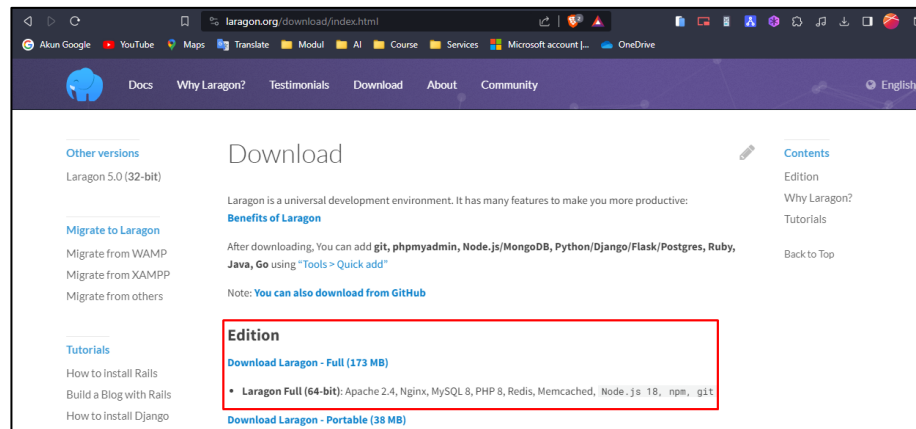 laragon.org/download/index.html
Akun Google YouTube Maps Translate Modul AI Course Services Microsoft account |... OneDrive
Docs Why Laragon? Testimonials Download About Community English
Other versions
Laragon 5.0 (32-bit)
Migrate to Laragon
Migrate from WAMP
Migrate from XAMPP
Migrate from others
Tutorials
How to install Rails
Build a Blog with Rails
How to install Django
Download
Laragon is a universal development environment. It has many features to make you more productive:
Benefits of Laragon
After downloading, You can add git, phpmyadmin, Node.js/MongoDB, Python/Django/Flask/Postgres, Ruby,
Java, Go using “Tools > Quick add”
Note: You can also download from GitHub
Edition
Download Laragon - Full (173 MB)
• Laragon Full (64-bit): Apache 2.4, Nginx, MySQL 8, PHP 8, Redis, Memcached, Node.js 18, npm, git
Download Laragon - Portable (38 MB)
Contents
Edition
Why Laragon?
Tutorials
Back to Top